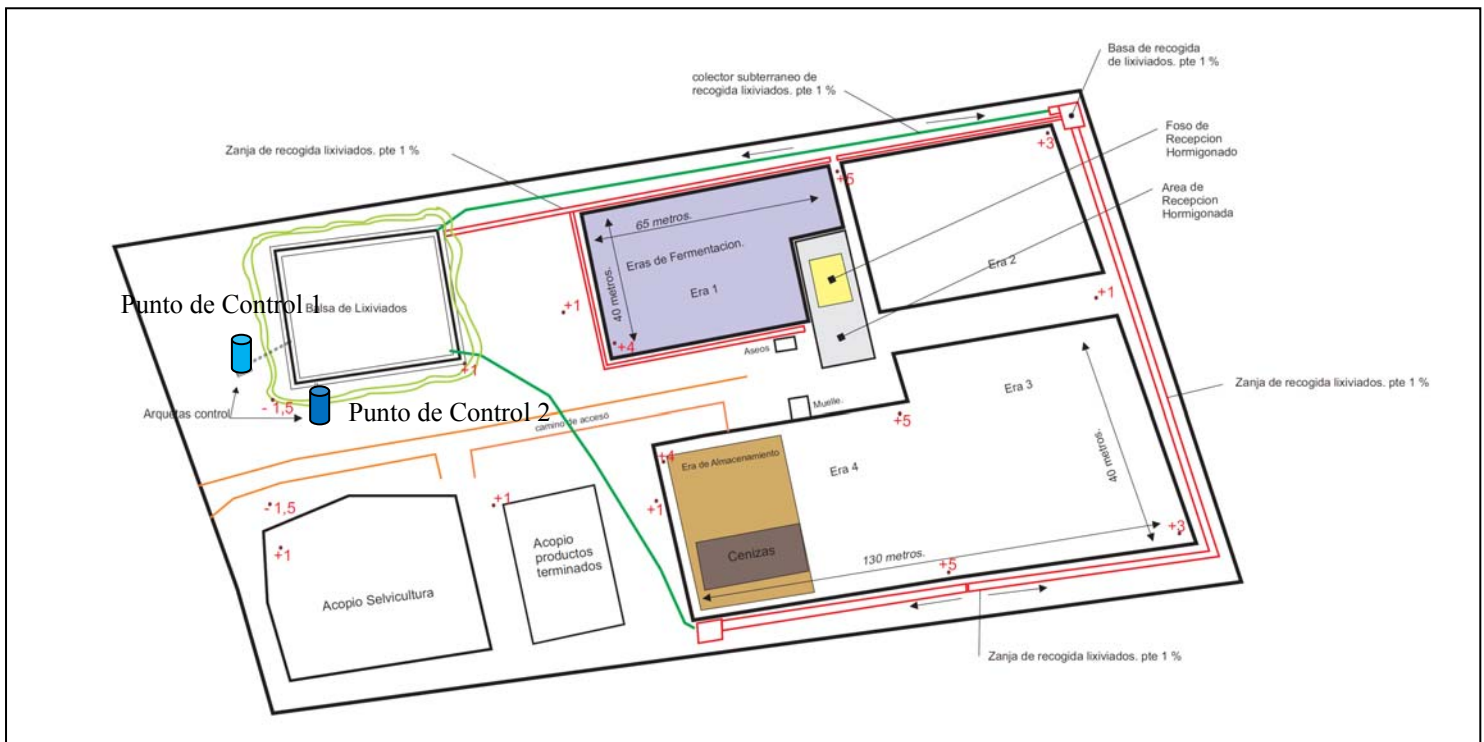 Basa de recogida
de lixiviados. pte 1 %
colector subterraneo de
recogida lixiviados. pte 1 %
Foso de
Recepcion
Hormigonado
Zanja de recogida lixiviados. pte 1 %
+3
+5
Area de
Recepcion
Hormigonada
65 metros.
Eras de Fermentacion.
Era 1
40 metros.
Era 2
Punto de Control 1
Balsa de Lixiviados
+1
+1
+4
Aseos
+1
Era 3
Zanja de recogida lixiviados. pte 1 %
Muelle.
- 1,5
Arquetas control
Punto de Control 2
camino de accesó
+5
40 metros.
+4
Era de Almacenamiento
Era 4
+1
+1
- 1,5
+1
Acopio
productos
terminados
Cenizas
130 metros.
+3
+5
Acopio Selvicultura
Zanja de recogida lixiviados. pte 1 %